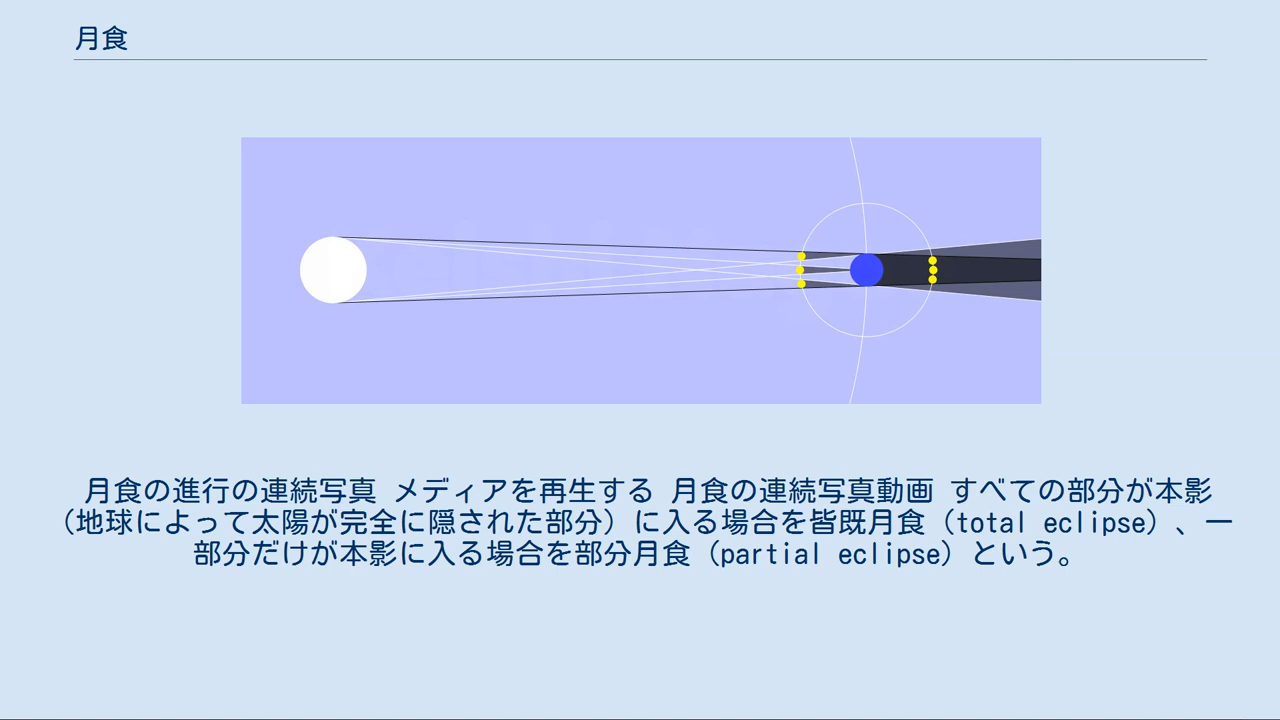 月食
月食の進行の連続写真 メディアを再生する 月食の連続写真動画 すべての部分が本影
（地球によって太陽が完全に隠された部分）に入る場合を皆既月食（total eclipse）、一
部分だけが本影に入る場合を部分月食（partial eclipse）という。